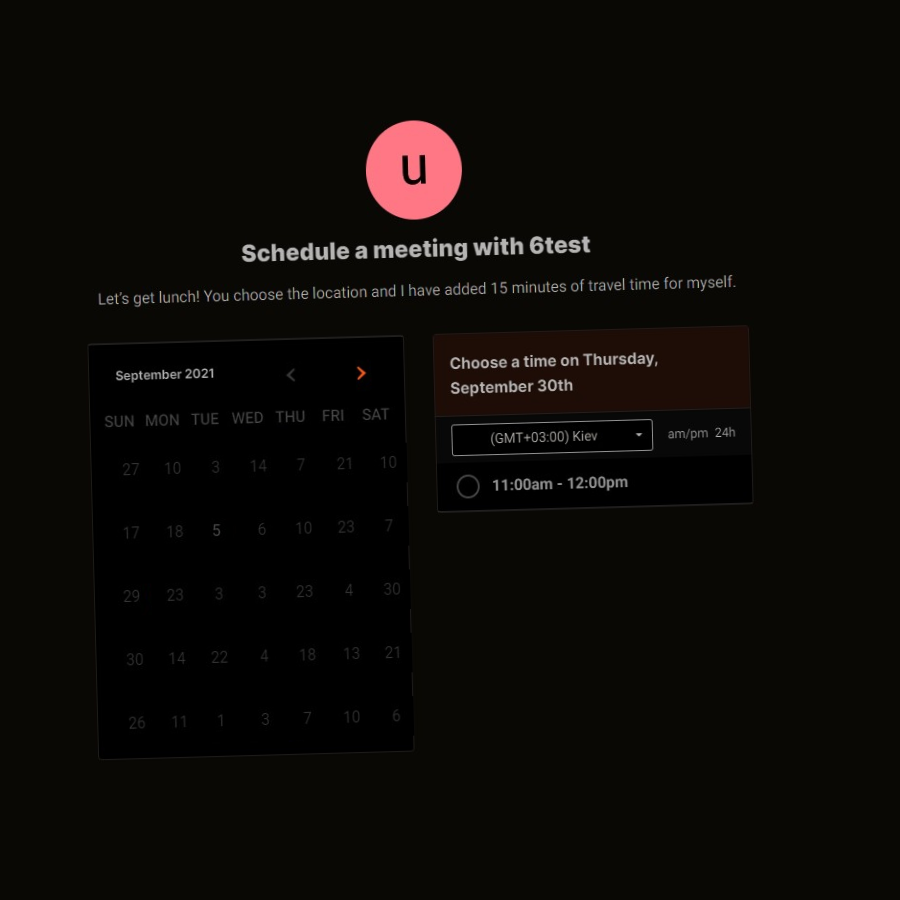 u
Schedule a meeting with 6test
Let's get lunch! You choose the location and I have added 15 minutes of travel time for myself.
September 2021
SUN MON TUE WED THU FRI SAT
27 10 3 14 7 21 10
17 18 5 6 10 23 7
29 23 3 3 23 4 30
30 14 22 4 18 13 21
26 11 1 3 7 10 6
Choose a time on Thursday,
September 30th
(GMT+03:00) Kiev am/pm 24h
11:00am - 12:00pm